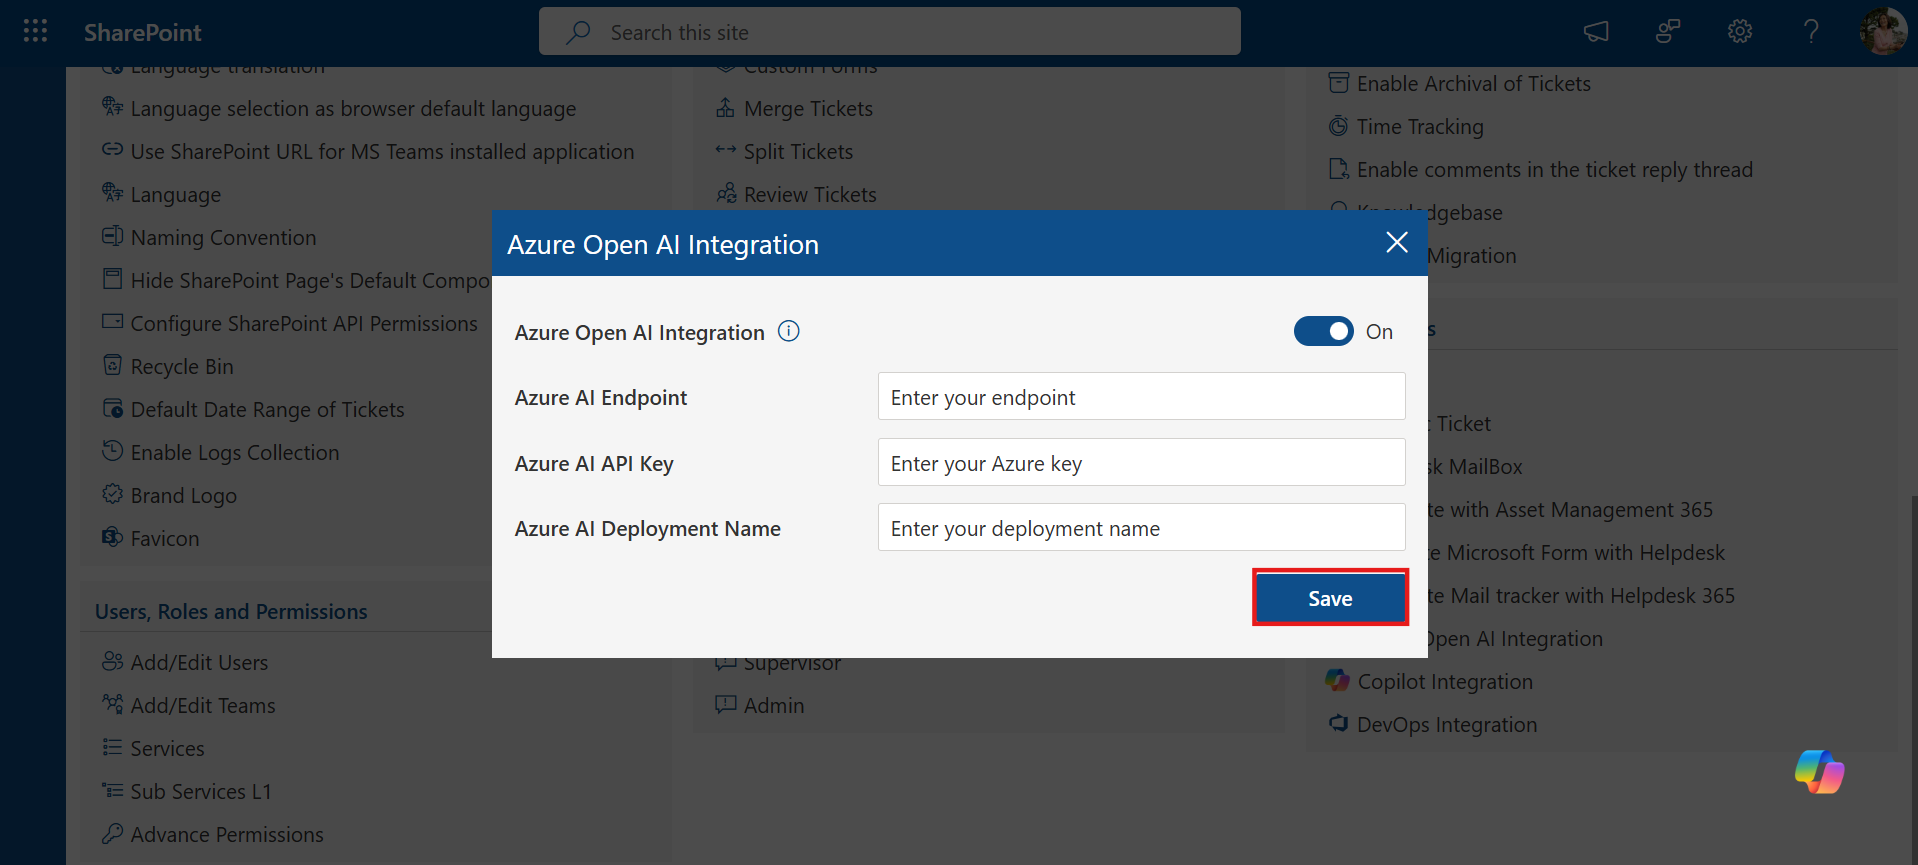 SharePoint
Search this site
Language translation
Language selection as browser default language
Use SharePoint URL for MS Teams installed application
Language
Naming Convention
Hide SharePoint Page's Default Compo
Configure SharePoint API Permissions
Recycle Bin
Default Date Range of Tickets
Enable Logs Collection
Brand Logo
Favicon
Users, Roles and Permissions
Add/Edit Users
Add/Edit Teams
Services
Sub Services L1
Advance Permissions
Custom Forms
Merge Tickets
Split Tickets
Review Tickets
Azure Open AI Integration
Azure Open AI Integration
On
Azure AI Endpoint
Enter your endpoint
Azure AI API Key
Enter your Azure key
Azure AI Deployment Name
Enter your deployment name
Save
Supervisor
Admin
Enable Archival of Tickets
Time Tracking
Enable comments in the ticket reply thread
Knowledgebase
Migration
s
t Ticket
sk MailBox
te with Asset Management 365
te Microsoft Form with Helpdesk
te Mail tracker with Helpdesk 365
Open AI Integration
Copilot Integration
DevOps Integration